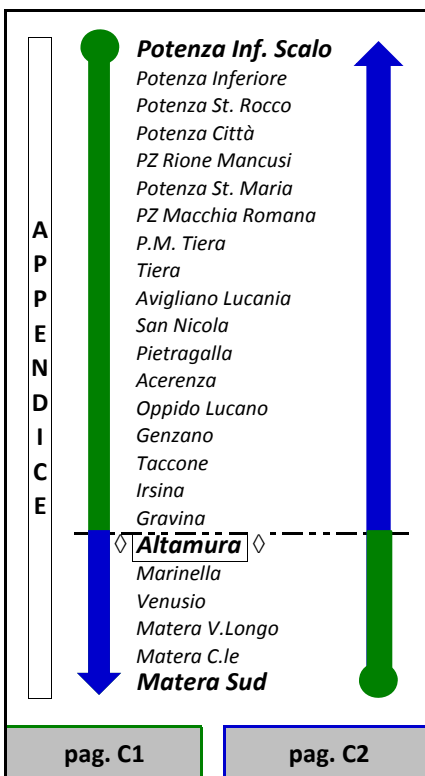 APPENDICE
Potenza Inf. Scalo
Potenza Inferiore
Potenza St. Rocco
Potenza Città
PZ Rione Mancusi
Potenza St. Maria
PZ Macchia Romana
P.M. Tiera
Tiera
Avigliano Lucania
San Nicola
Pietragalla
Acerenza
Oppido Lucano
Genzano
Taccone
Irsina
Gravina
◊ Altamura ◊
Marinella
Venusio
Matera V.Longo
Matera C.le
Matera Sud
pag. C1
pag. C2